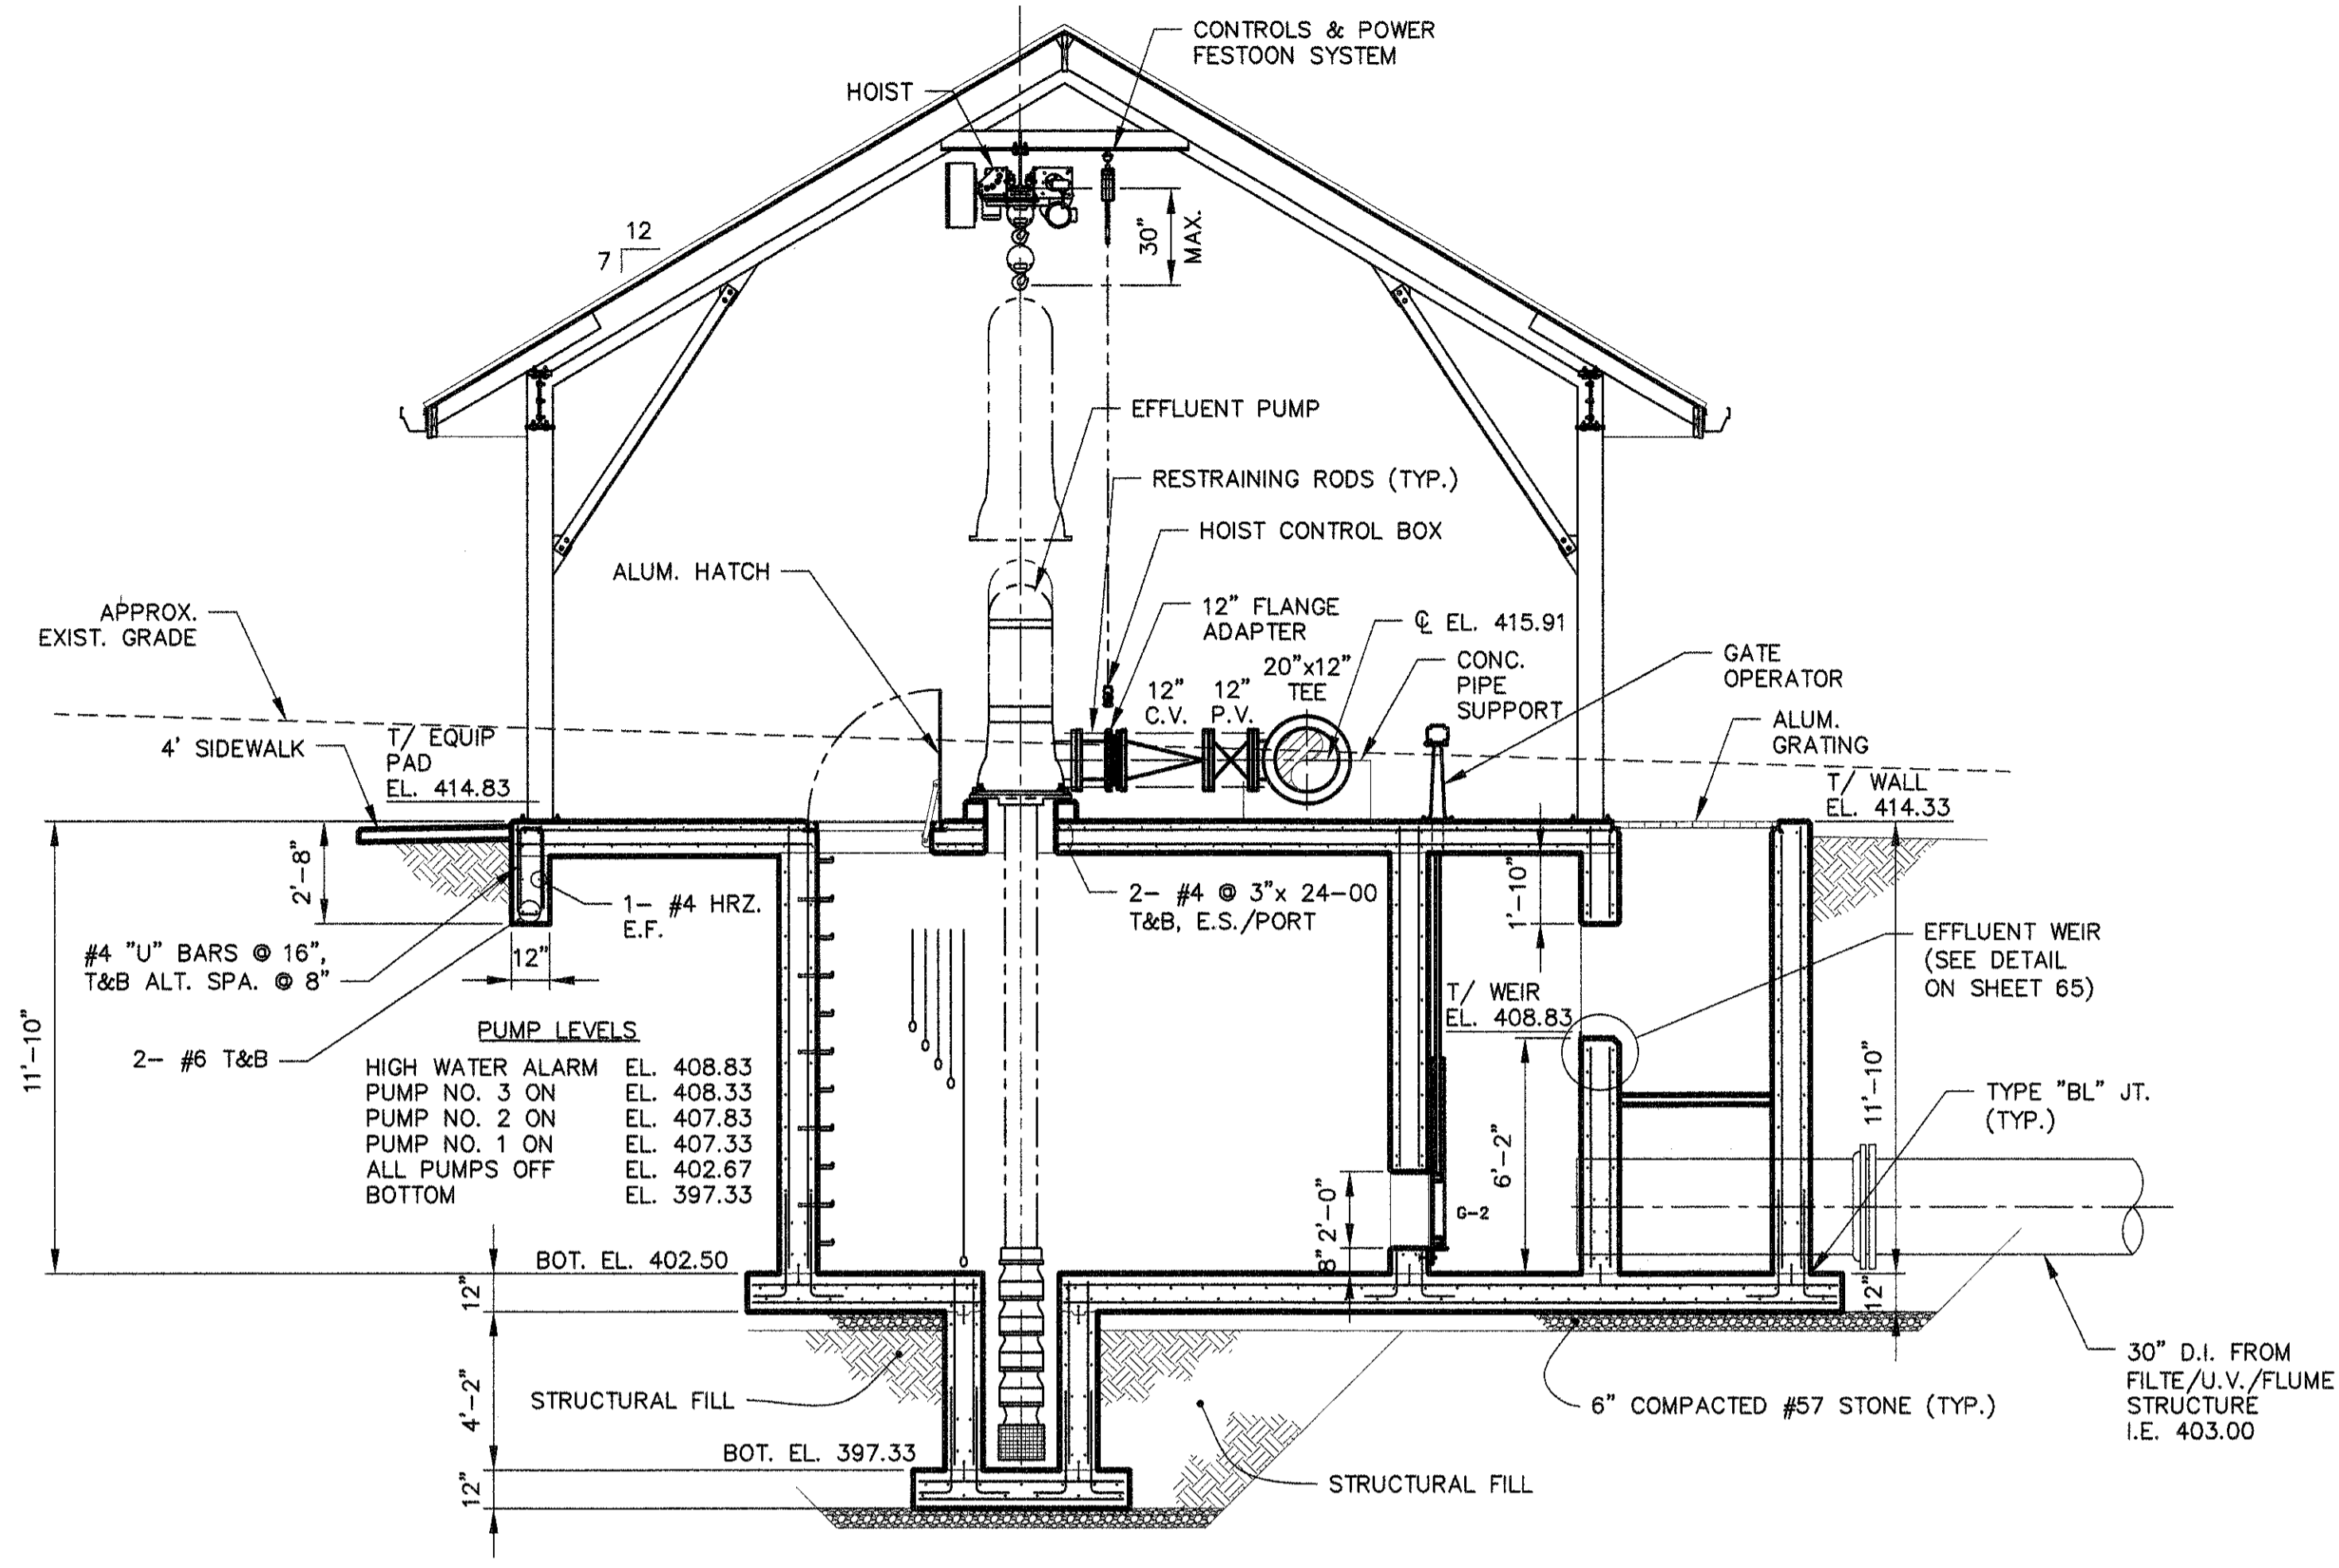 CONTROLS & POWER
FESTOON SYSTEM
HOIST
30"
MAX.
12
7
EFFLUENT PUMP
RESTRAINING RODS (TYP.)
HOIST CONTROL BOX
ALUM. HATCH
12" FLANGE
ADAPTER
℄ EL. 415.91
APPROX.
EXIST. GRADE
20"x12"
TEE
CONC.
PIPE
SUPPORT
GATE
OPERATOR
12"
C.V.
12"
P.V.
ALUM.
GRATING
4' SIDEWALK
T/ EQUIP
PAD
EL. 414.83
T/ WALL
EL. 414.33
2'-8"
1'-10"
2- #4 @ 3"x 24-00
T&B, E.S./PORT
1- #4 HRZ.
E.F.
#4 "U" BARS @ 16",
T&B ALT. SPA. @ 8"
12"
EFFLUENT WEIR
(SEE DETAIL
ON SHEET 65)
T/ WEIR
EL. 408.83
2- #6 T&B
11'-10"
PUMP LEVELS
HIGH WATER ALARM EL. 408.83
PUMP NO. 3 ON EL. 408.33
PUMP NO. 2 ON EL. 407.83
PUMP NO. 1 ON EL. 407.33
ALL PUMPS OFF EL. 402.67
BOTTOM EL. 397.33
TYPE "BL" JT.
(TYP.)
11'-10"
6'-2"
2'-0"
8"
G-2
BOT. EL. 402.50
12"
12"
4'-2"
STRUCTURAL FILL
6" COMPACTED #57 STONE (TYP.)
30" D.I. FROM
FILTE/U.V./FLUME
STRUCTURE
I.E. 403.00
BOT. EL. 397.33
12"
STRUCTURAL FILL